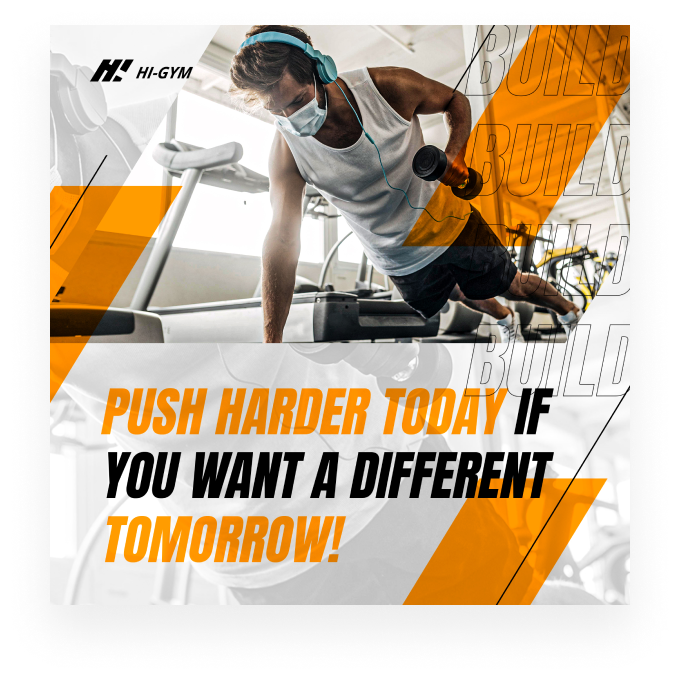 H! HI-GYM
BUILD
BUILD
BUILD
BUILD
PUSH HARDER TODAY IF
YOU WANT A DIFFERENT
TOMORROW!